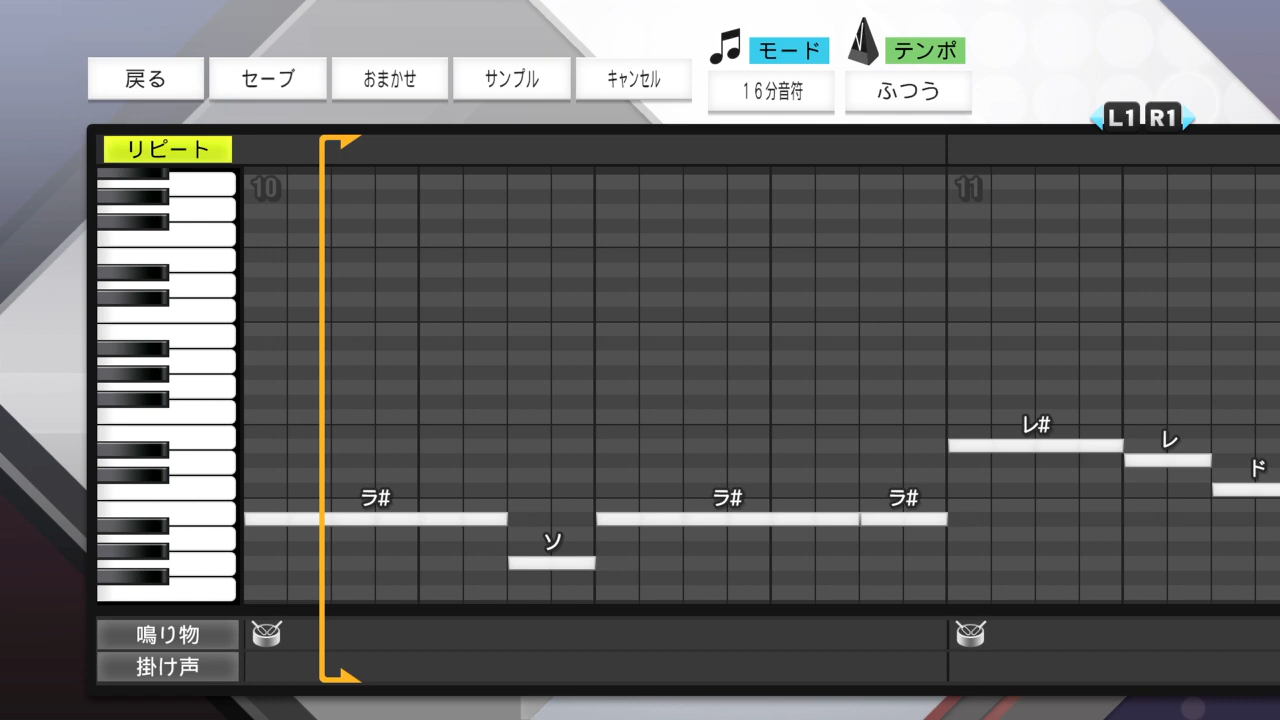 モード
テンポ
戻る
セーブ
おまかせ
サンプル
キャンセル
16分音符
ふつう
L1 R1
リピート
10
11
レ#
レ
ド
ラ#
ラ#
ラ#
ソ
鳴り物
掛け声